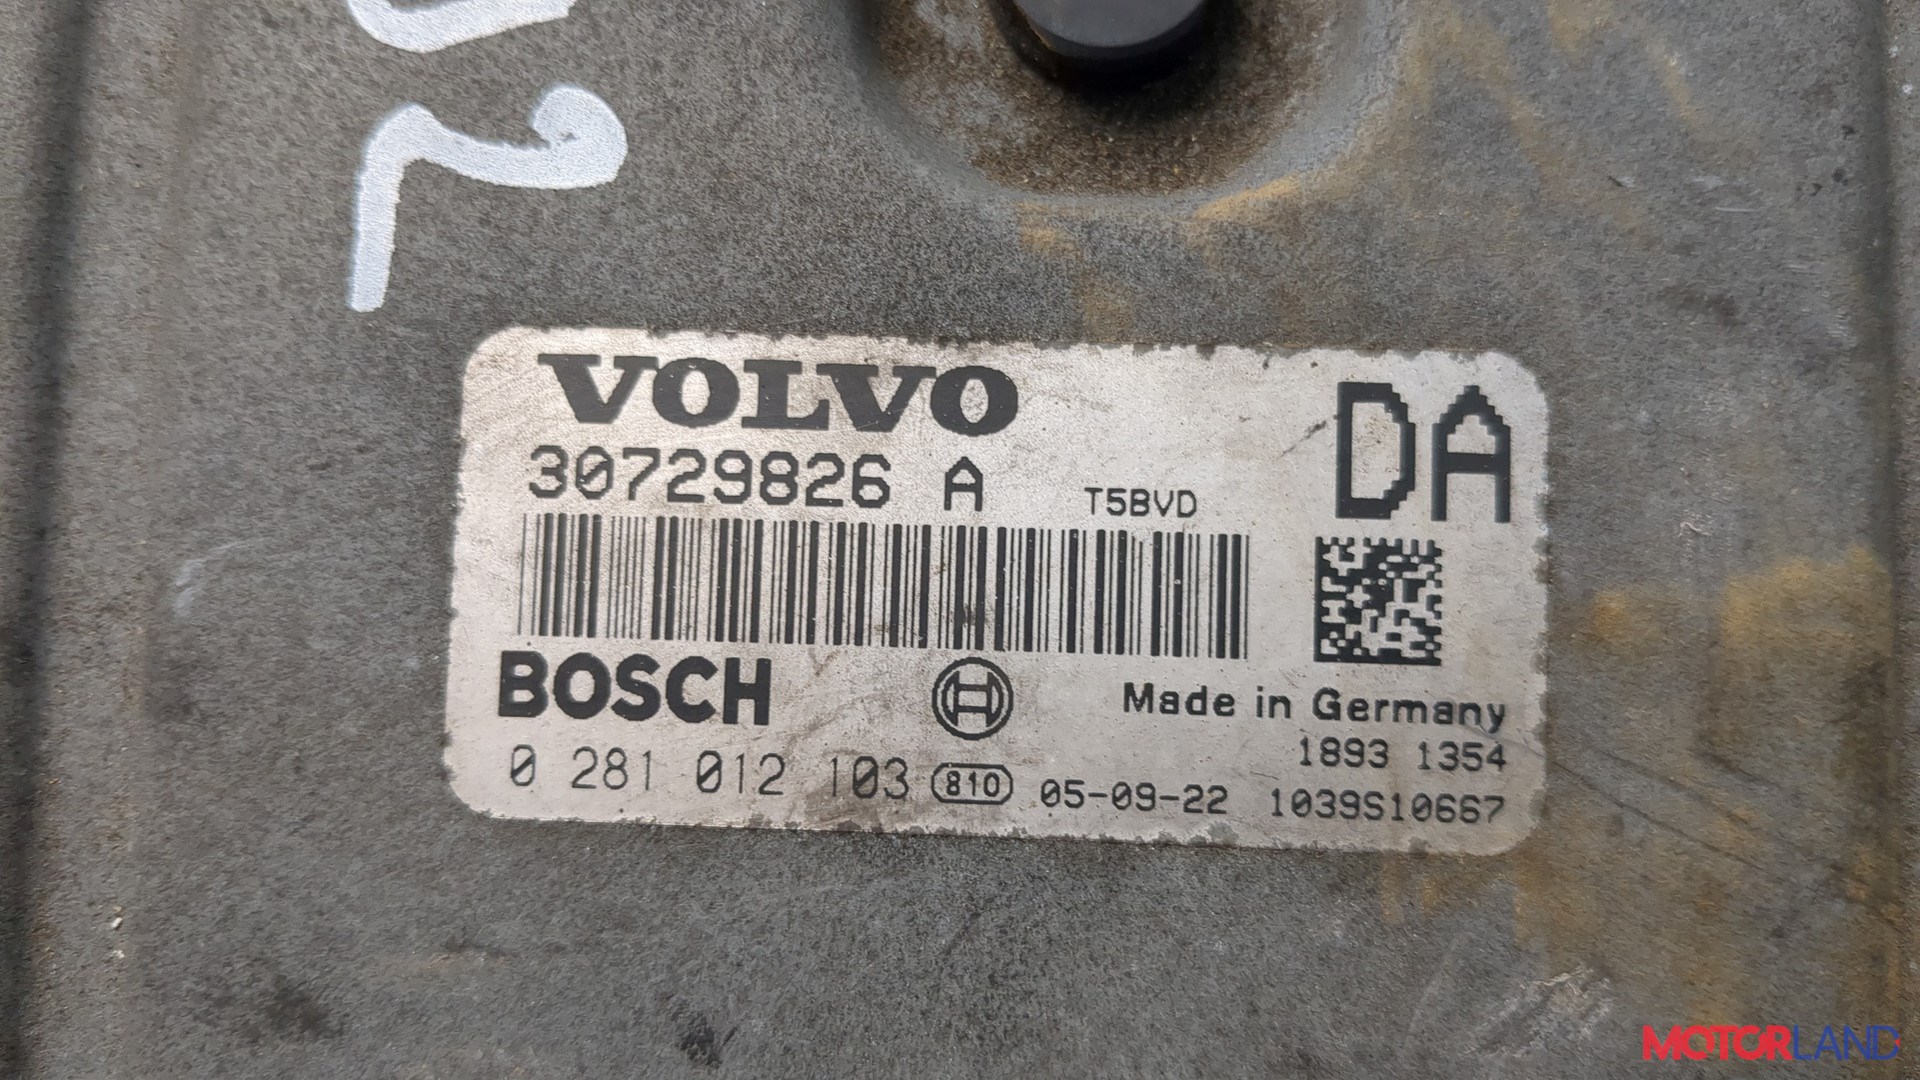 VOLVO
DA
30729826 A
T5BVD
BOSCH
Made in Germany
1893 1354
0 281 012 103 810 05-09-22 1039S10667
MOTORLAND